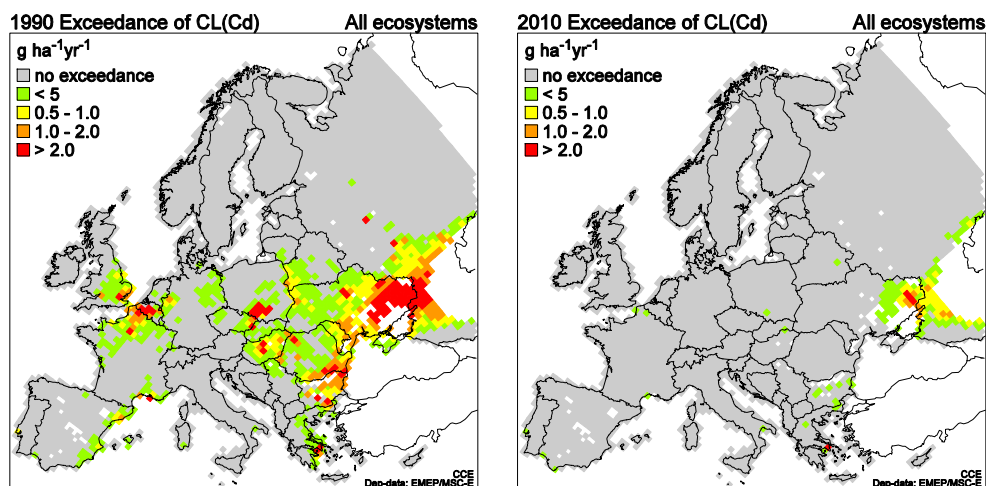 1990 Exceedance of CL(Cd) All ecosystems
g ha⁻¹yr⁻¹
no exceedance
< 5
0.5 - 1.0
1.0 - 2.0
> 2.0
CCE
Dep-data: EMEP/MSC-E
2010 Exceedance of CL(Cd) All ecosystems
g ha⁻¹yr⁻¹
no exceedance
< 5
0.5 - 1.0
1.0 - 2.0
> 2.0
CCE
Dep-data: EMEP/MSC-E